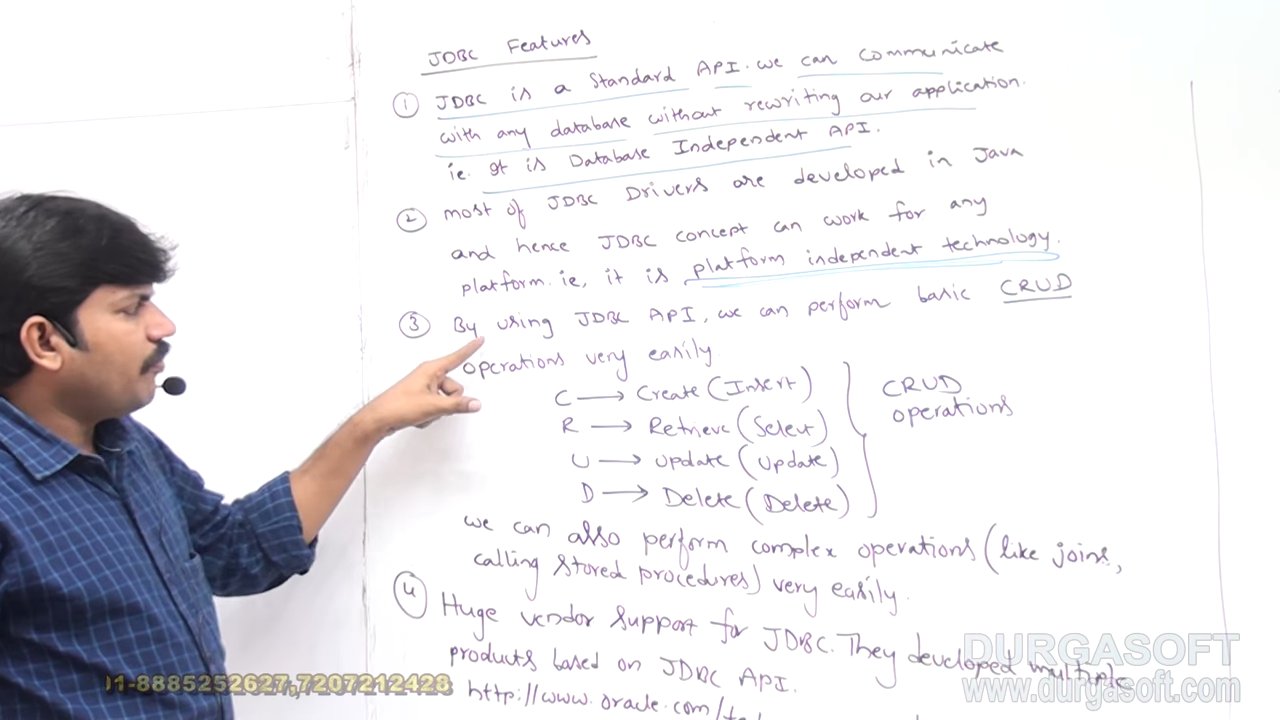 JDBC Features
① JDBC is a Standard API. we can communicate
with any database without rewriting our application.
ie. It is Database Independent API.
② most of JDBC Drivers are developed in Java
and hence JDBC concept can work for any
platform. ie, it is platform independent technology.
③ By using JDBC API, we can perform basic CRUD
operations very easily
C → Create (Insert)
R → Retrieve (Select)
U → update (update)
D → Delete (Delete)
CRUD
operations
we can also perform complex operations (like joins,
calling stored procedures) very easily.
④ Huge vendor support for JDBC. They developed multiple
products based on JDBC API.
http://www.oracle.com/
DURGASOFT
www.durgasoft.com
91-8885252627,7207212428